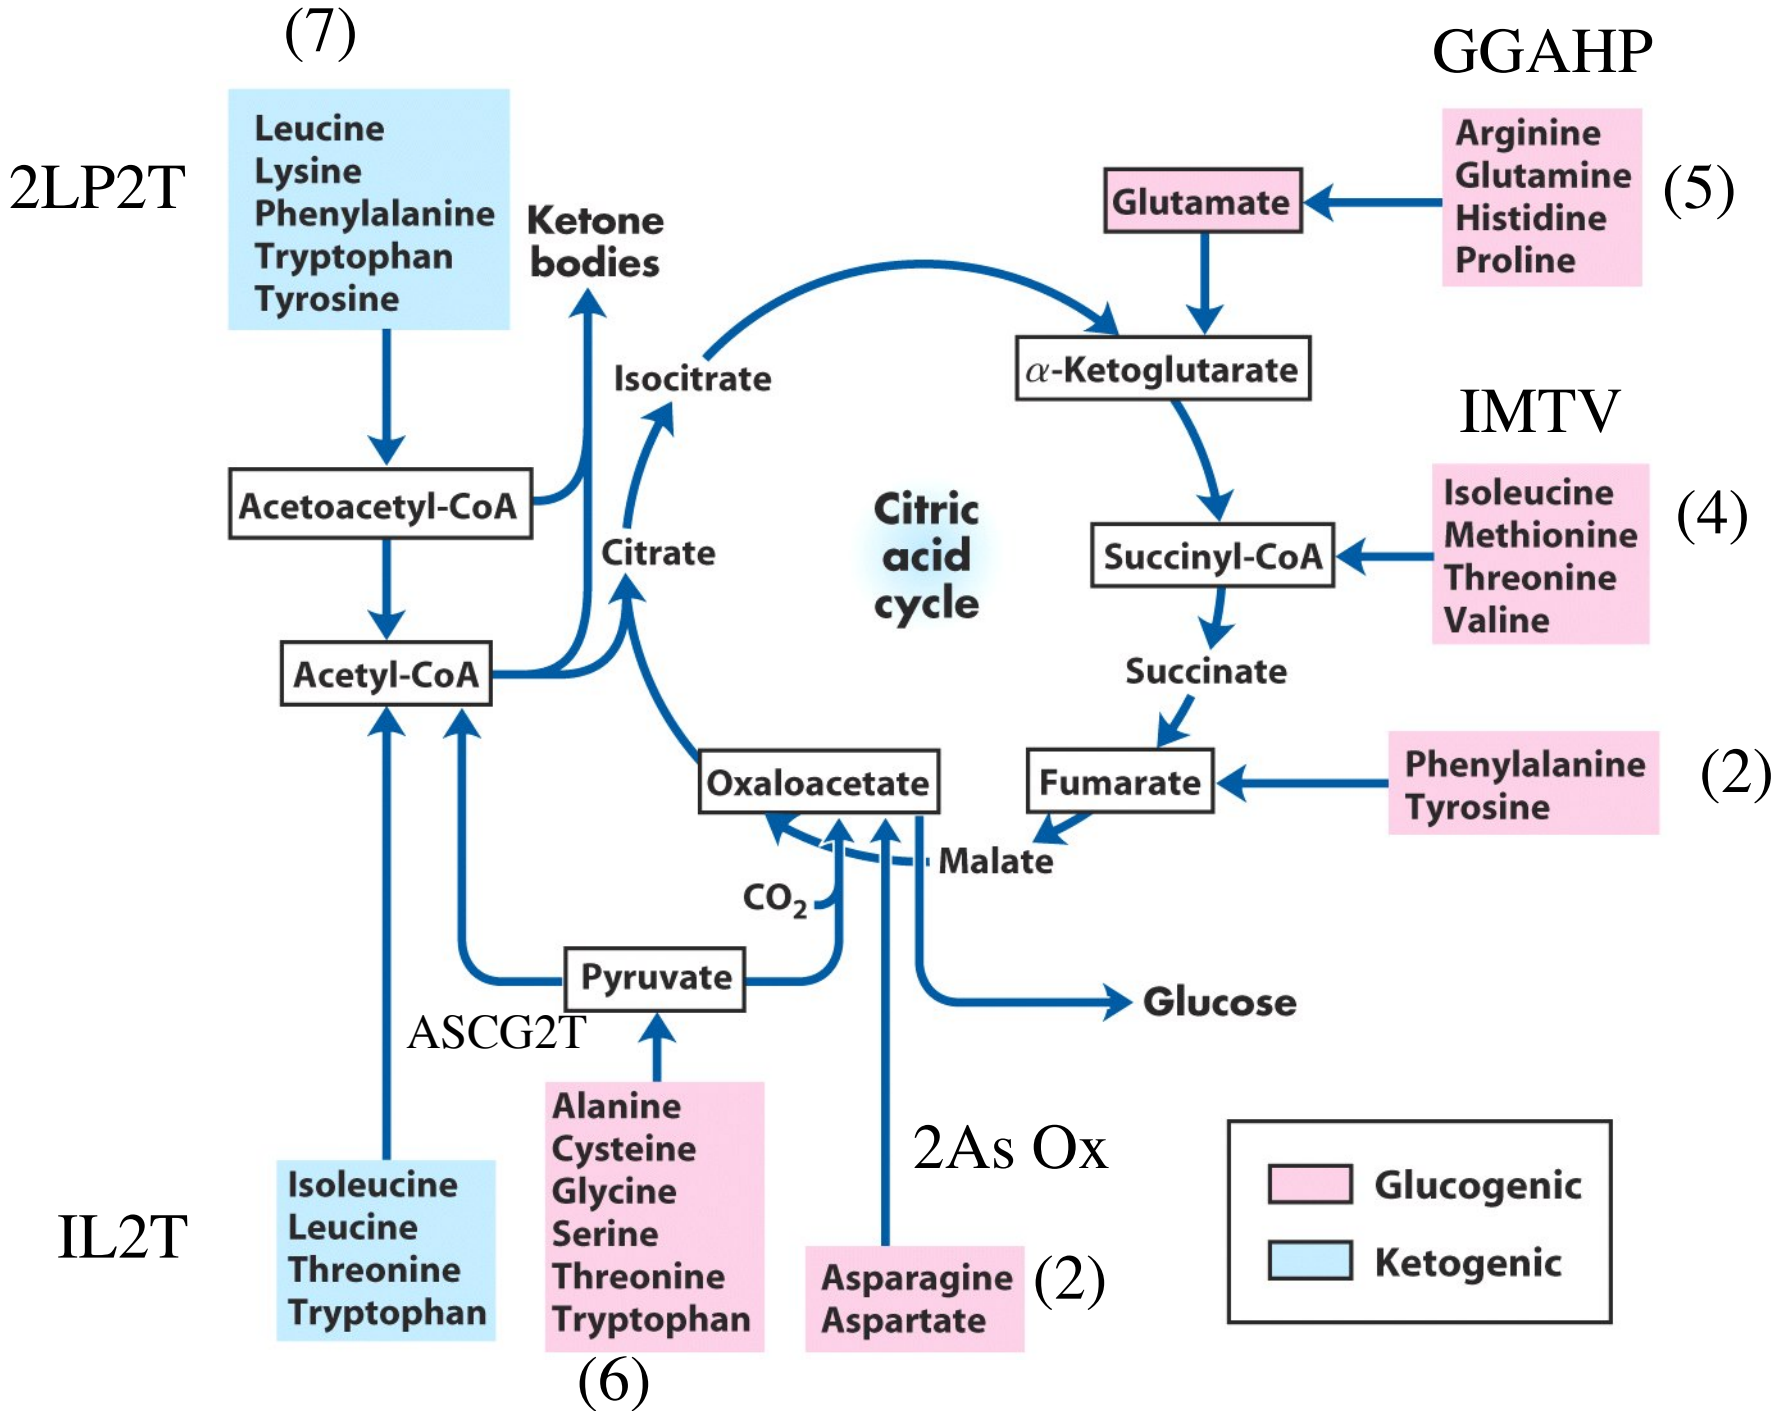 (7)
GGAHP
2LP2T
Leucine
Lysine
Phenylalanine
Tryptophan
Tyrosine
Ketone
bodies
Glutamate
Arginine
Glutamine
Histidine
Proline
(5)
Isocitrate
α-Ketoglutarate
IMTV
Acetoacetyl-CoA
Citrate
Citric
acid
cycle
Succinyl-CoA
Isoleucine
Methionine
Threonine
Valine
(4)
Acetyl-CoA
Succinate
Oxaloacetate
Fumarate
Phenylalanine
Tyrosine
(2)
Malate
CO₂
Pyruvate
Glucose
ASCG2T
Alanine
Cysteine
Glycine
Serine
Threonine
Tryptophan
(6)
2As Ox
IL2T
Isoleucine
Leucine
Threonine
Tryptophan
Asparagine
Aspartate
(2)
Glucogenic
Ketogenic